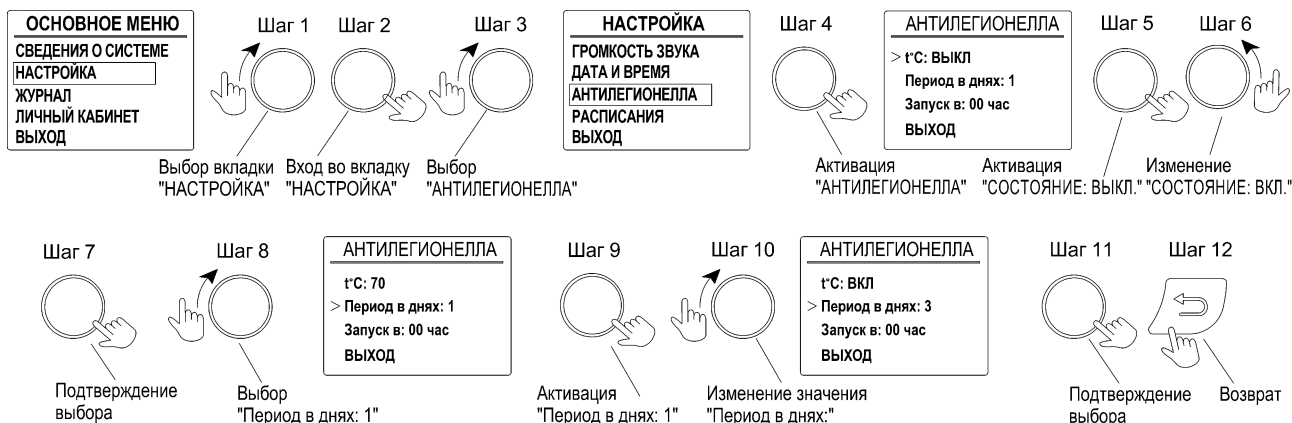 ОСНОВНОЕ МЕНЮ
СВЕДЕНИЯ О СИСТЕМЕ
НАСТРОЙКА
ЖУРНАЛ
ЛИЧНЫЙ КАБИНЕТ
ВЫХОД
Шаг 1
Выбор вкладки
"НАСТРОЙКА"
Шаг 2
Вход во вкладку
"НАСТРОЙКА"
Шаг 3
Выбор
"АНТИЛЕГИОНЕЛЛА"
НАСТРОЙКА
ГРОМКОСТЬ ЗВУКА
ДАТА И ВРЕМЯ
АНТИЛЕГИОНЕЛЛА
РАСПИСАНИЯ
ВЫХОД
Шаг 4
Активация
"АНТИЛЕГИОНЕЛЛА"
АНТИЛЕГИОНЕЛЛА
> t°C: ВЫКЛ
Период в днях: 1
Запуск в: 00 час
ВЫХОД
Шаг 5
Активация
"СОСТОЯНИЕ: ВЫКЛ."
Шаг 6
Изменение
"СОСТОЯНИЕ: ВКЛ."
Шаг 7
Подтверждение
выбора
Шаг 8
Выбор
"Период в днях: 1"
АНТИЛЕГИОНЕЛЛА
t°C: 70
> Период в днях: 1
Запуск в: 00 час
ВЫХОД
Шаг 9
Активация
"Период в днях: 1"
Шаг 10
Изменение значения
"Период в днях:"
АНТИЛЕГИОНЕЛЛА
t°C: ВКЛ
> Период в днях: 3
Запуск в: 00 час
ВЫХОД
Шаг 11
Подтверждение
выбора
Шаг 12
Возврат